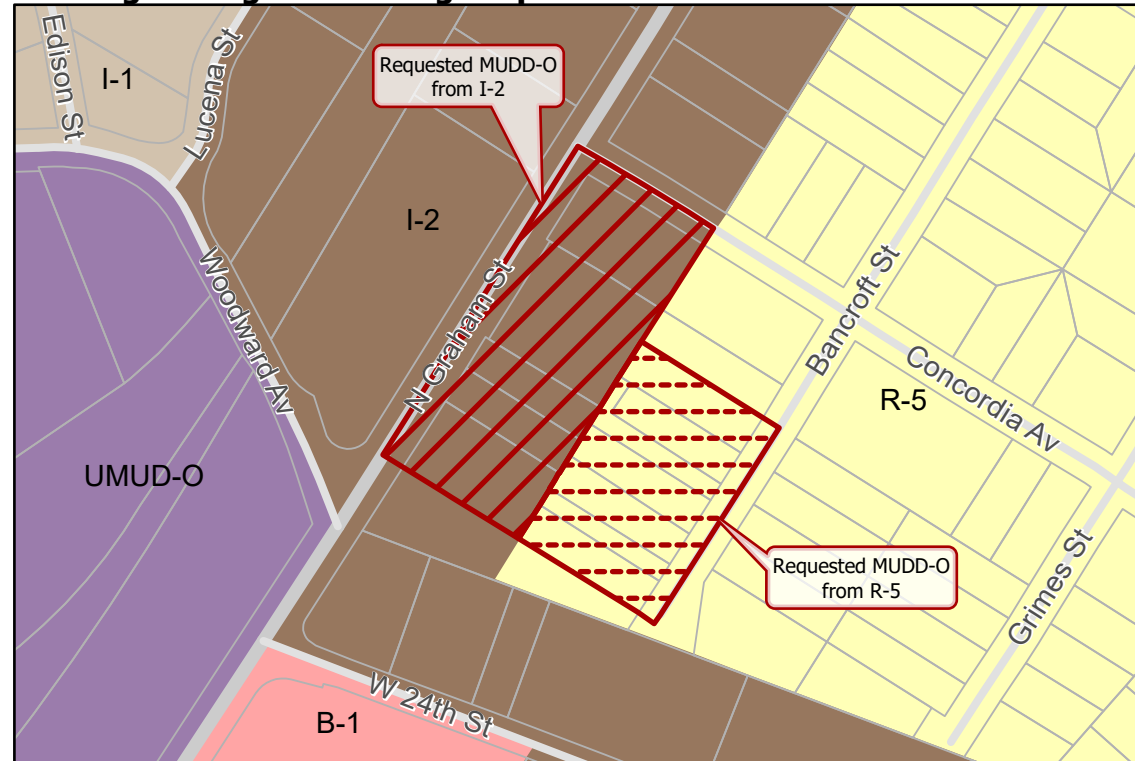 Edison St
I-1
Lucena St
Requested MUDD-O
from I-2
I-2
Woodward Av
N Graham St
Bancroft St
Concordia Av
R-5
UMUD-O
Requested MUDD-O
from R-5
Grimes St
W 24th St
B-1